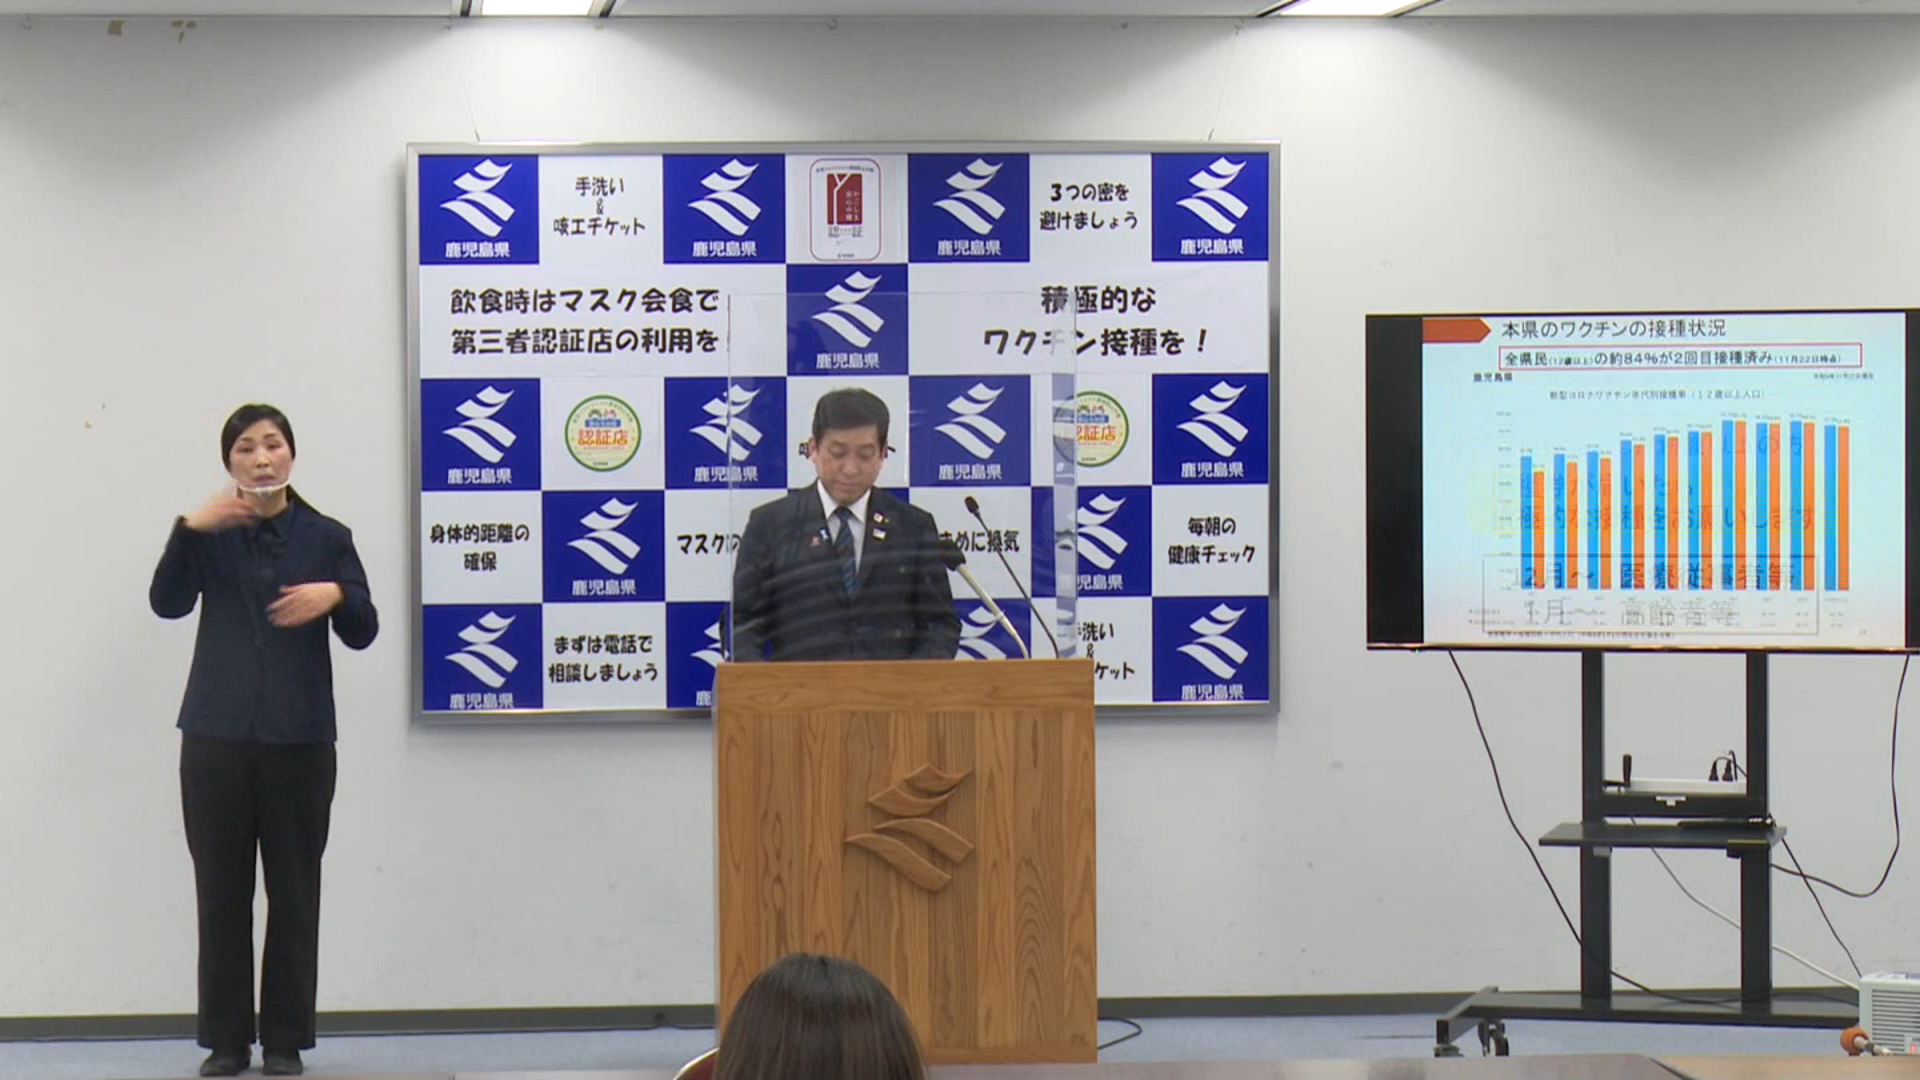 鹿児島県
手洗い
&
咳エチケット
鹿児島県
鹿児島県
3つの密を
避けましょう
鹿児島県
飲食時はマスク会食で
第三者認証店の利用を
鹿児島県
積極的な
ワクチン接種を!
鹿児島県
認証店
鹿児島県
鹿児島県
認証店
鹿児島県
身体的距離の
確保
鹿児島県
マスクの
めに換気
児島県
毎朝の
健康チェック
鹿児島県
まずは電話で
相談しましょう
鹿
手洗い
&
ケット
鹿児島県
本県のワクチンの接種状況
全県民(12歳以上)の約84%が2回目接種済み(11月22日時点)
鹿児島県
新型コロナワクチン年代別接種率(12歳以上人口)
12月~ 医療従事者等
1月~ 高齢者等